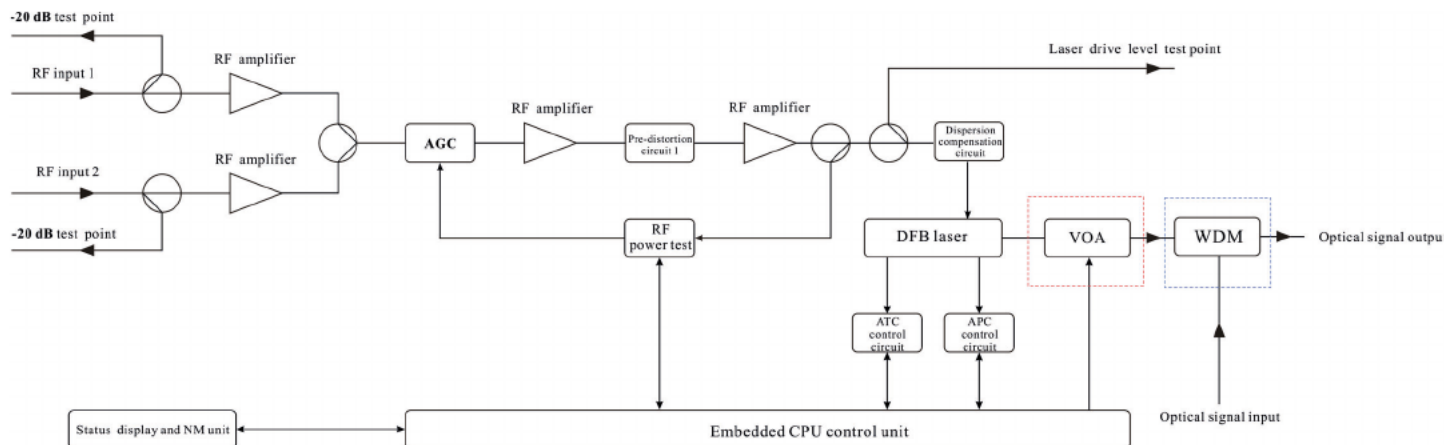 -20 dB test point
RF input 1
RF amplifier
RF input 2
RF amplifier
-20 dB test point
AGC
RF amplifier
Pre-distortion
circuit 1
RF amplifier
Laser drive level test point
Dispersion
compensation
circuit
RF
power test
DFB laser
VOA
WDM
Optical signal outpu
ATC
control
circuit
APC
control
circuit
Optical signal input
Status display and NM unit
Embedded CPU control unit